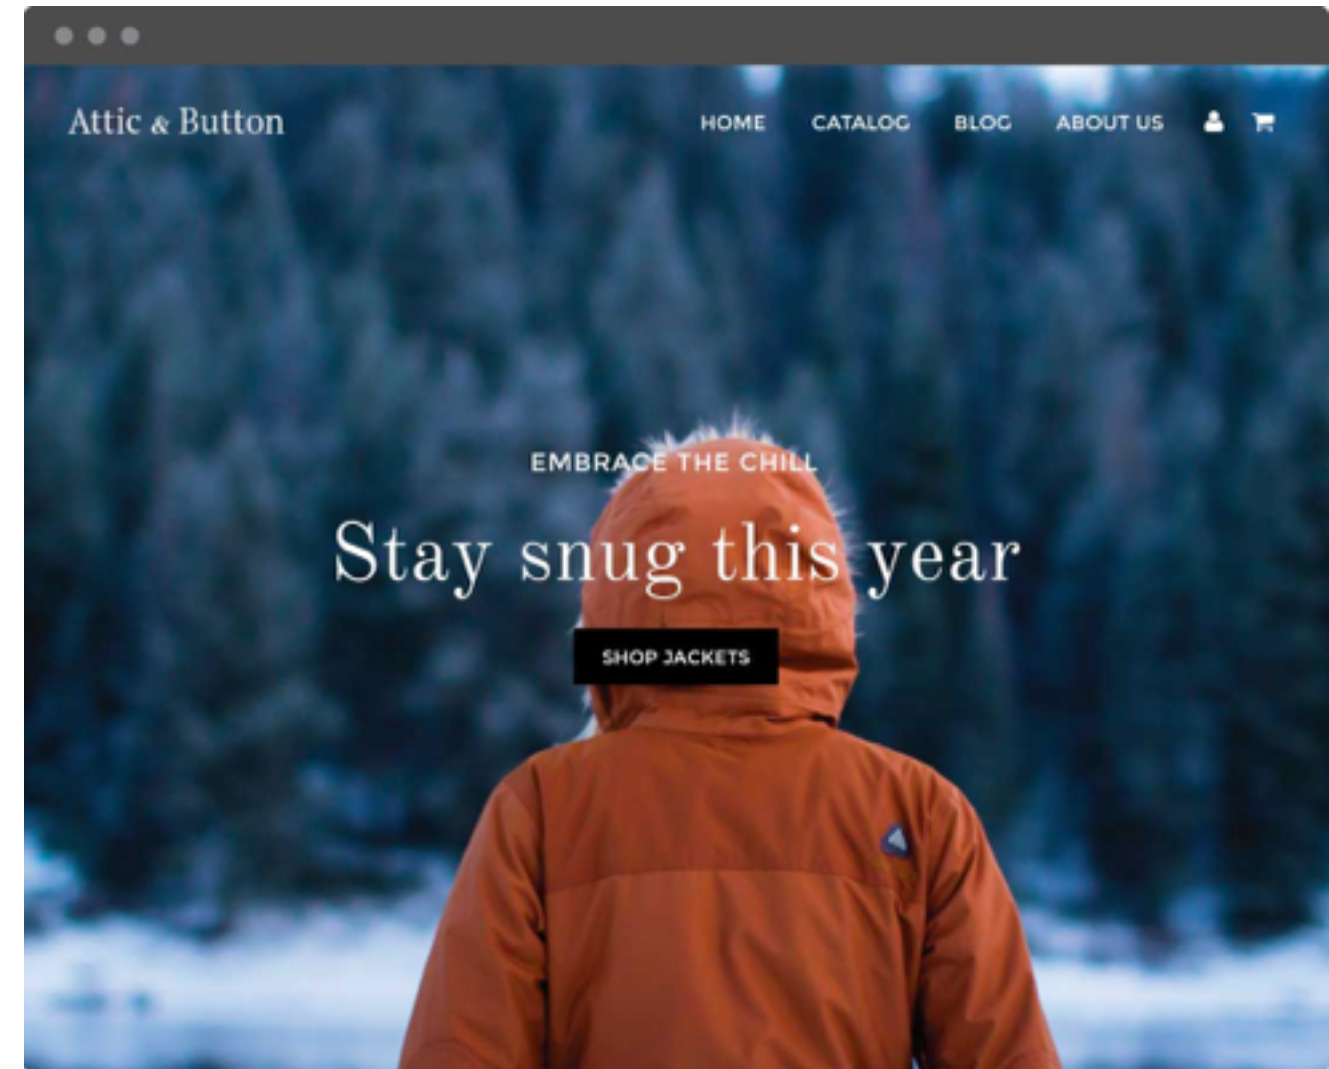 Attic & Button
HOME CATALOG BLOG ABOUT US
EMBRACE THE CHILL
Stay snug this year
SHOP JACKETS